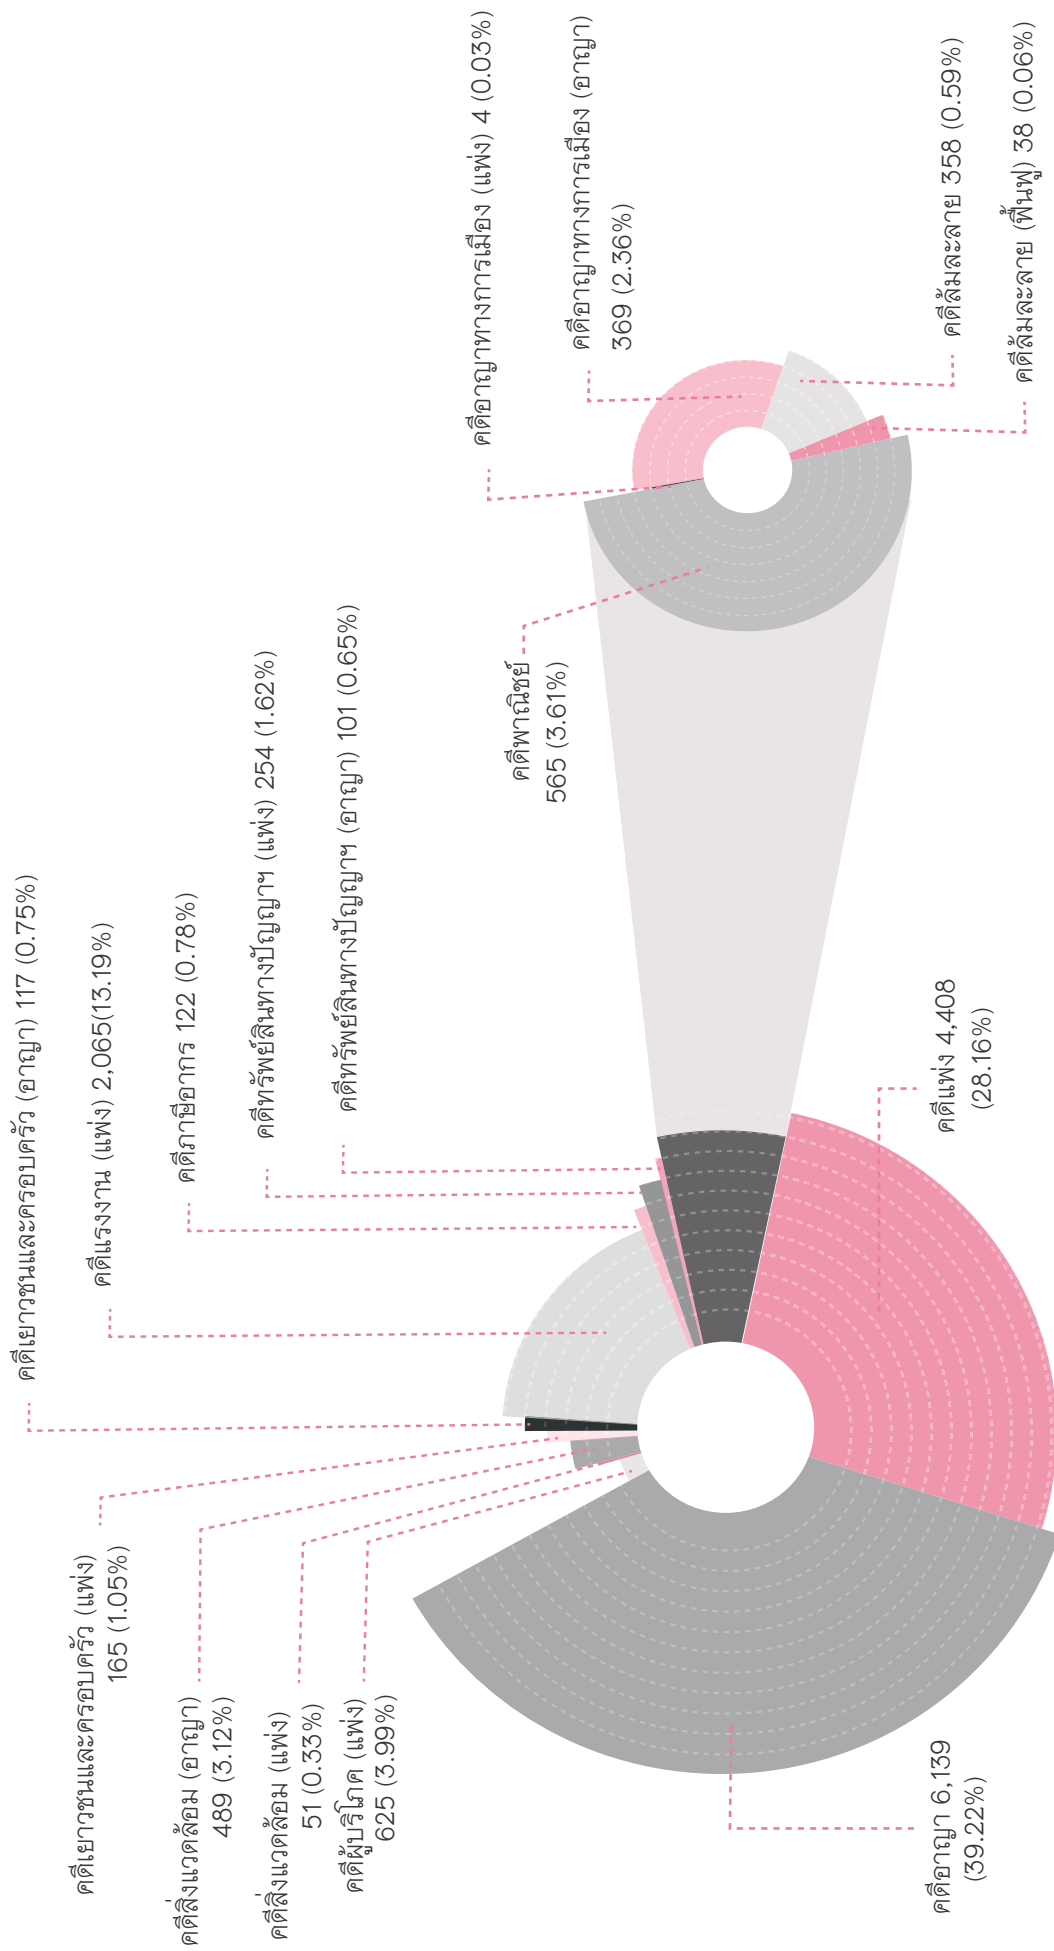 คดีเยาวชนและครอบครัว (อาญา) 117 (0.75%)
คดีแรงงาน (แพ่ง) 2,065(13.19%)
คดีภาษีอากร 122 (0.78%)
คดีทรัพย์สินทางปัญญาฯ (แพ่ง) 254 (1.62%)
คดีทรัพย์สินทางปัญญาฯ (อาญา) 101 (0.65%)
คดีเยาวชนและครอบครัว (แพ่ง)
165 (1.05%)
คดีสิ่งแวดล้อม (อาญา)
489 (3.12%)
คดีสิ่งแวดล้อม (แพ่ง)
51 (0.33%)
คดีผู้บริโภค (แพ่ง)
625 (3.99%)
คดีอาญา 6,139
(39.22%)
คดีแพ่ง 4,408
(28.16%)
คดีอาญาทางการเมือง (แพ่ง) 4 (0.03%)
คดีอาญาทางการเมือง (อาญา)
369 (2.36%)
คดีพาณิชย์
565 (3.61%)
คดีล้มละลาย 358 (0.59%)
คดีล้มละลาย (ฟื้นฟู) 38 (0.06%)